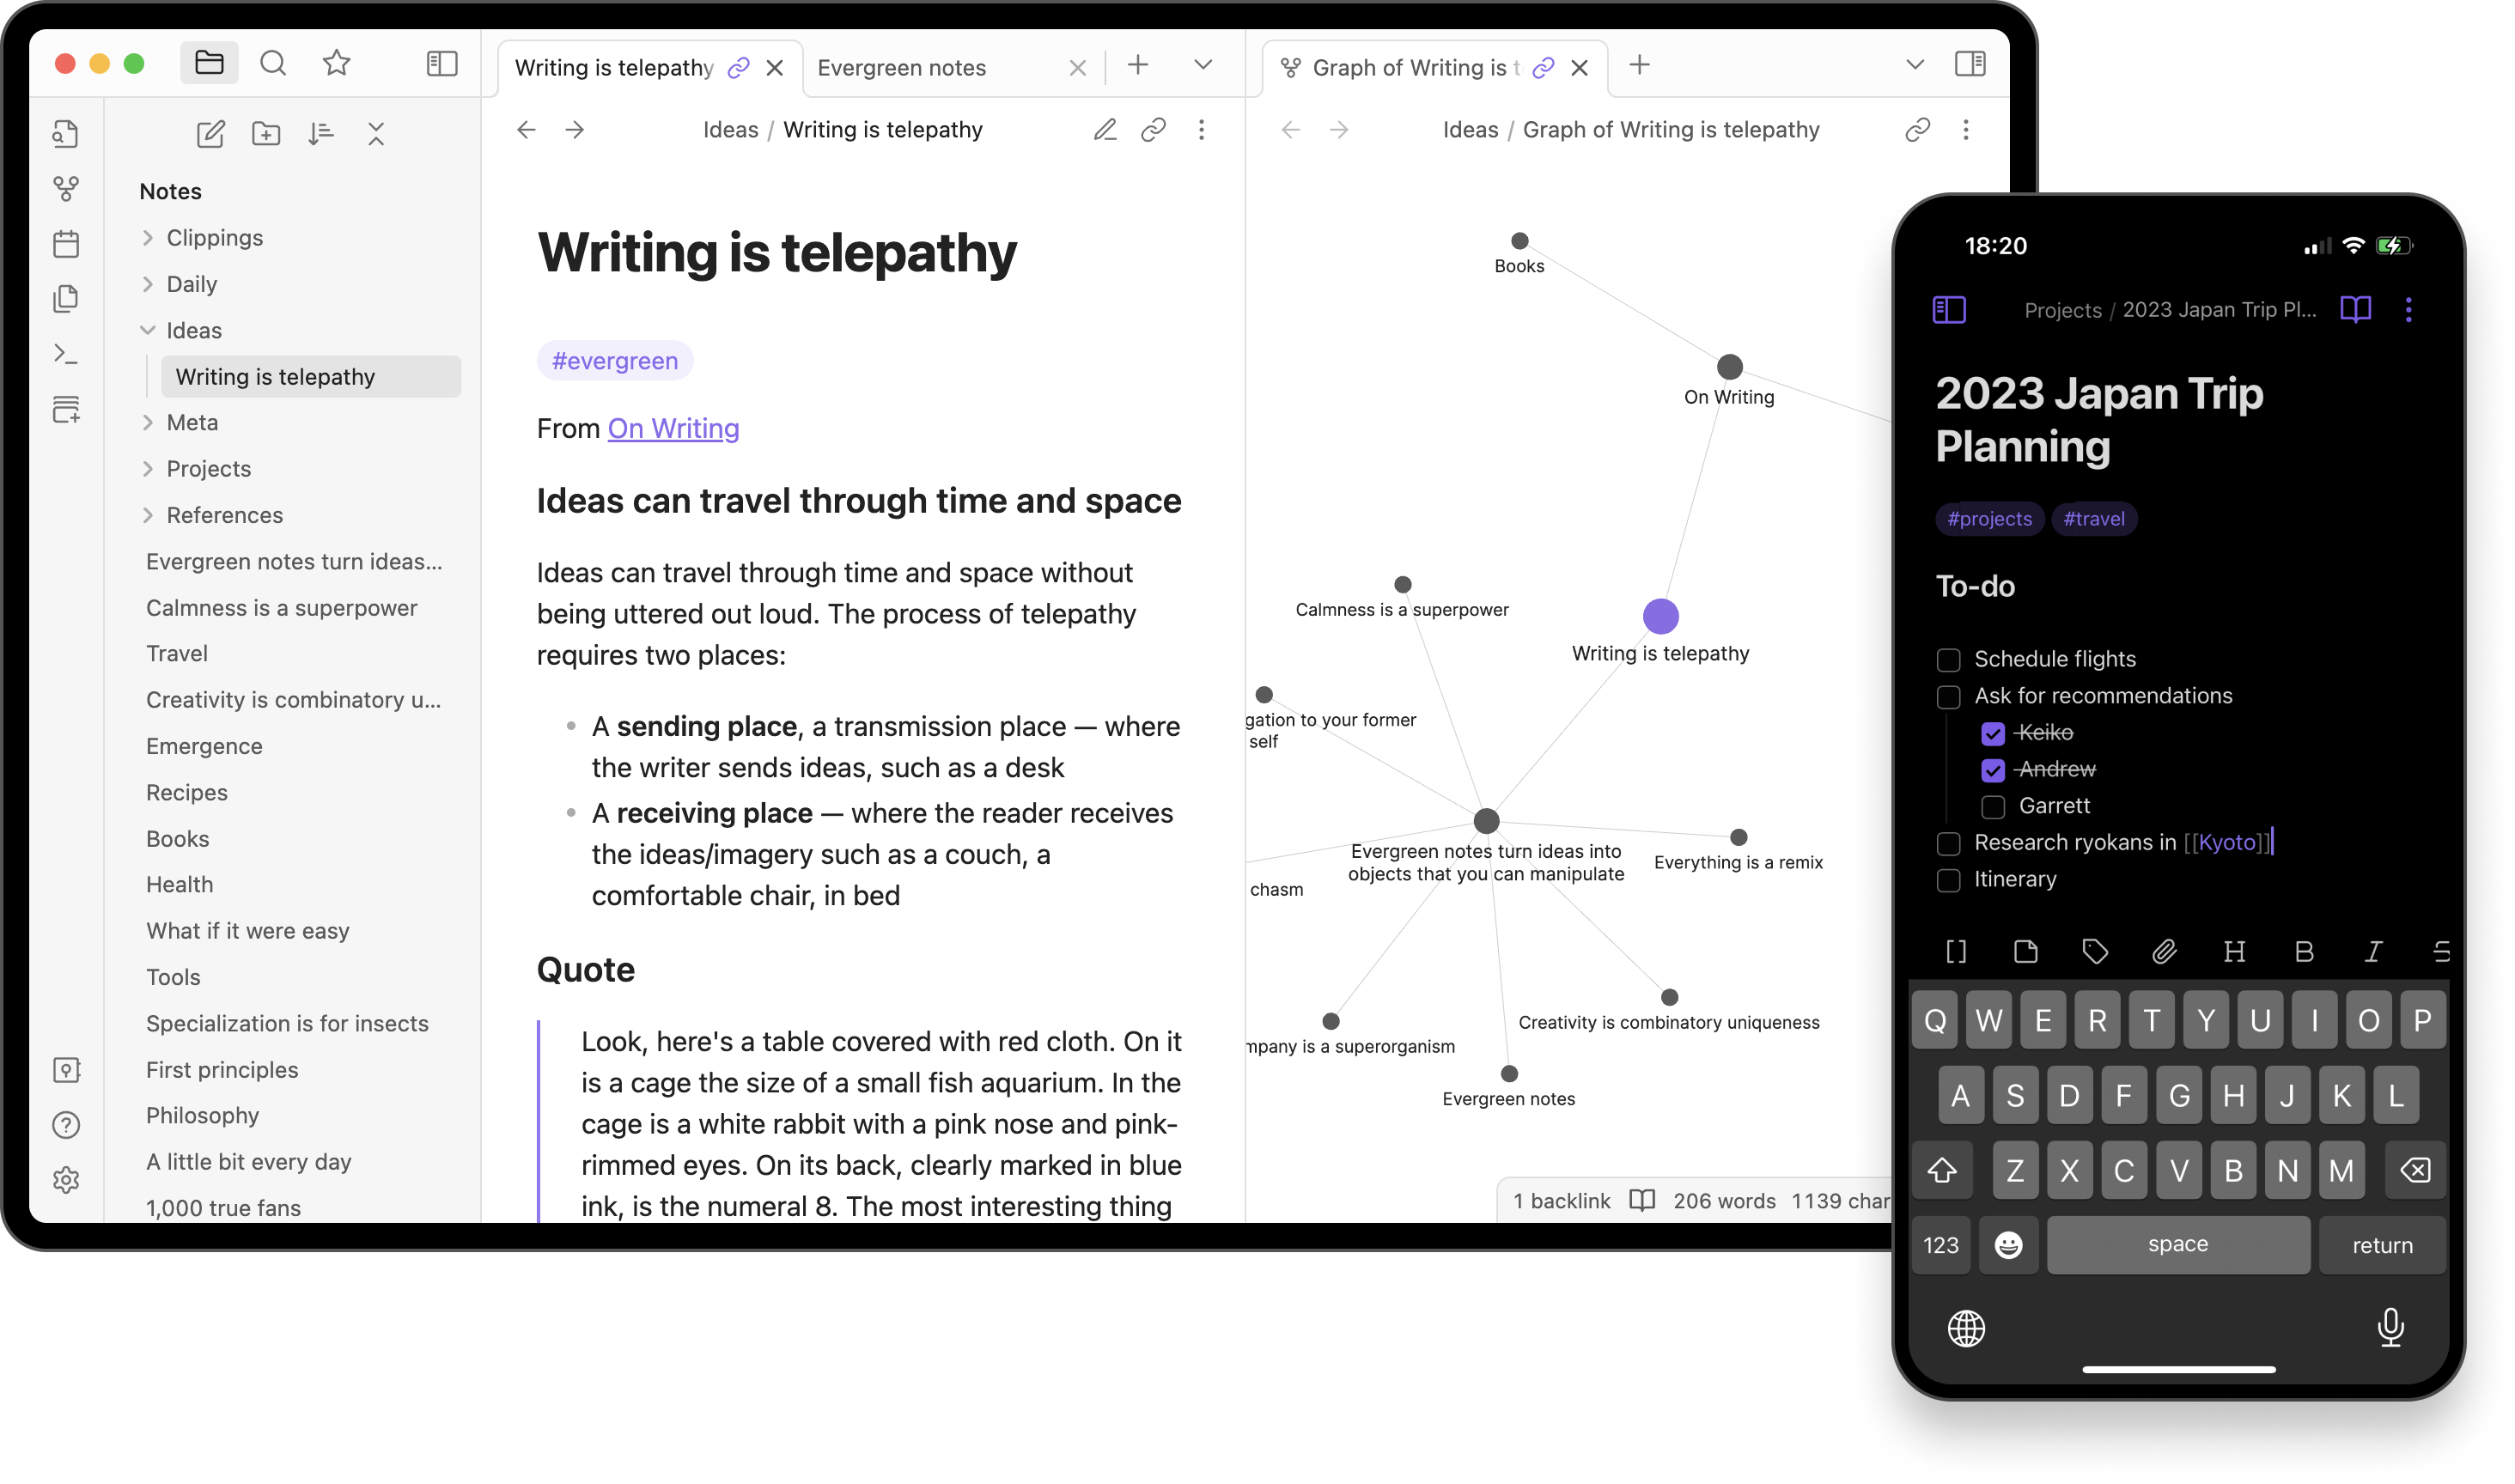 Writing is telepathy
Evergreen notes
Graph of Writing is t
Notes
Clippings
Daily
Ideas
Writing is telepathy
Meta
Projects
References
Evergreen notes turn ideas...
Calmness is a superpower
Travel
Creativity is combinatory u...
Emergence
Recipes
Books
Health
What if it were easy
Tools
Specialization is for insects
First principles
Philosophy
A little bit every day
1,000 true fans
Ideas / Writing is telepathy
Writing is telepathy
#evergreen
From On Writing
Ideas can travel through time and space
Ideas can travel through time and space without
being uttered out loud. The process of telepathy
requires two places:
• A sending place, a transmission place — where
the writer sends ideas, such as a desk
• A receiving place — where the reader receives
the ideas/imagery such as a couch, a
comfortable chair, in bed
Quote
Look, here's a table covered with red cloth. On it
is a cage the size of a small fish aquarium. In the
cage is a white rabbit with a pink nose and pink-
rimmed eyes. On its back, clearly marked in blue
ink, is the numeral 8. The most interesting thing
Ideas / Graph of Writing is telepathy
Books
On Writing
Calmness is a superpower
Writing is telepathy
gation to your former
self
Evergreen notes turn ideas into
objects that you can manipulate
Everything is a remix
chasm
Creativity is combinatory uniqueness
mpany is a superorganism
Evergreen notes
1 backlink 206 words 1139 char
18:20
Projects / 2023 Japan Trip Pl...
2023 Japan Trip
Planning
#projects #travel
To-do
Schedule flights
Ask for recommendations
Keiko
Andrew
Garrett
Research ryokans in [[Kyoto]]
Itinerary
[] H B I S
Q W E R T Y U I O P
A S D F G H J K L
Z X C V B N M
123 space return